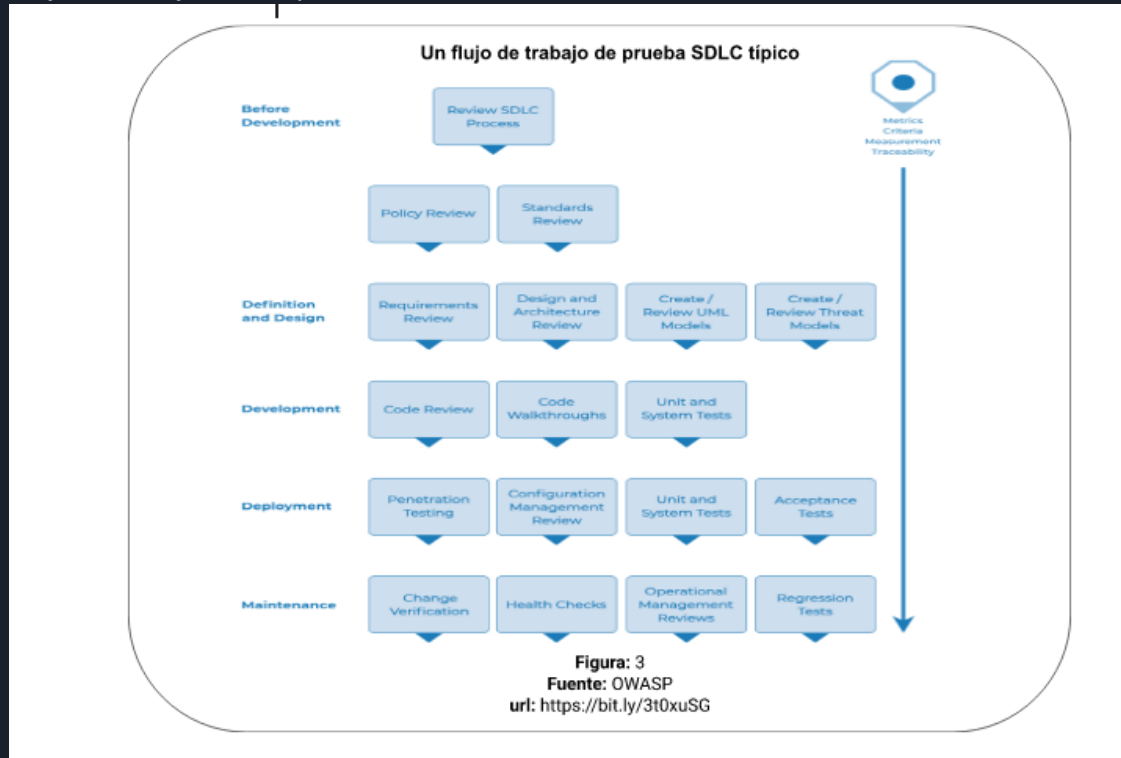 Un flujo de trabajo de prueba SDLC típico
Before
Development
Review SDLC
Process
Metrics
Criteria
Measurement
Traceability
Policy Review
Standards
Review
Definition
and Design
Requirements
Review
Design and
Architecture
Review
Create /
Review UML
Models
Create /
Review Threat
Models
Development
Code Review
Code
Walkthroughs
Unit and
System Tests
Deployment
Penetration
Testing
Configuration
Management
Review
Unit and
System Tests
Acceptance
Tests
Maintenance
Change
Verification
Health Checks
Operational
Management
Reviews
Regression
Tests
Figura: 3
Fuente: OWASP
url: https://bit.ly/3t0xuSG